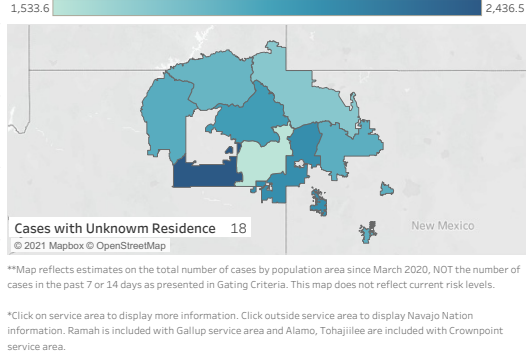 1,533.6 2,436.5
New Mexico
Cases with Unknowm Residence 18
© 2021 Mapbox © OpenStreetMap
**Map reflects estimates on the total number of cases by population area since March 2020, NOT the number of
cases in the past 7 or 14 days as presented in Gating Criteria. This map does not reflect current risk levels.
*Click on service area to display more information. Click outside service area to display Navajo Nation
information. Ramah is included with Gallup service area and Alamo, Tohajiilee are included with Crownpoint
service area.